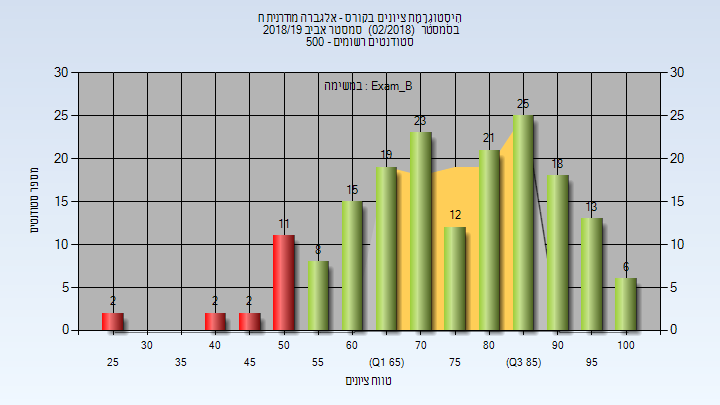 היסטוגרמת ציונים בקורס - אלגברה מודרנית ח
בסמסטר (02/2018) סמסטר אביב 2018/19
סטודנטים רשומים - 500
במשימה : Exam_B
מספר סטודנטים
30 30
25 25
20 20
15 15
10 10
5 5
0 0
2 2 2 11 8 15 19 23 12 21 25 18 13 6
30 40 50 60 70 80 90 100
25 35 45 55 (Q1 65) 75 (Q3 85) 95
טווח ציונים